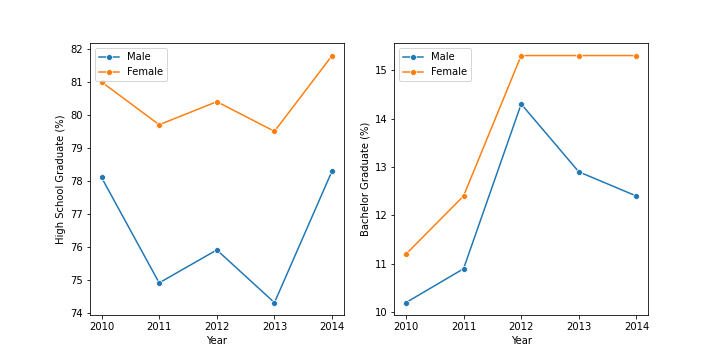 Male
Female
High School Graduate (%)
82
81
80
79
78
77
76
75
74
2010 2011 2012 2013 2014
Year
Male
Female
Bachelor Graduate (%)
15
14
13
12
11
10
2010 2011 2012 2013 2014
Year